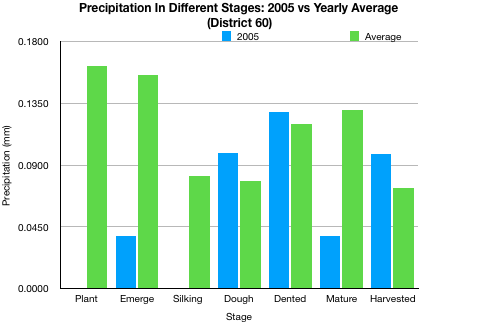 Precipitation In Different Stages: 2005 vs Yearly Average
(District 60)
2005 Average
0.1800
0.1350
0.0900
0.0450
0.0000
Precipitation (mm)
Plant Emerge Silking Dough Dented Mature Harvested
Stage